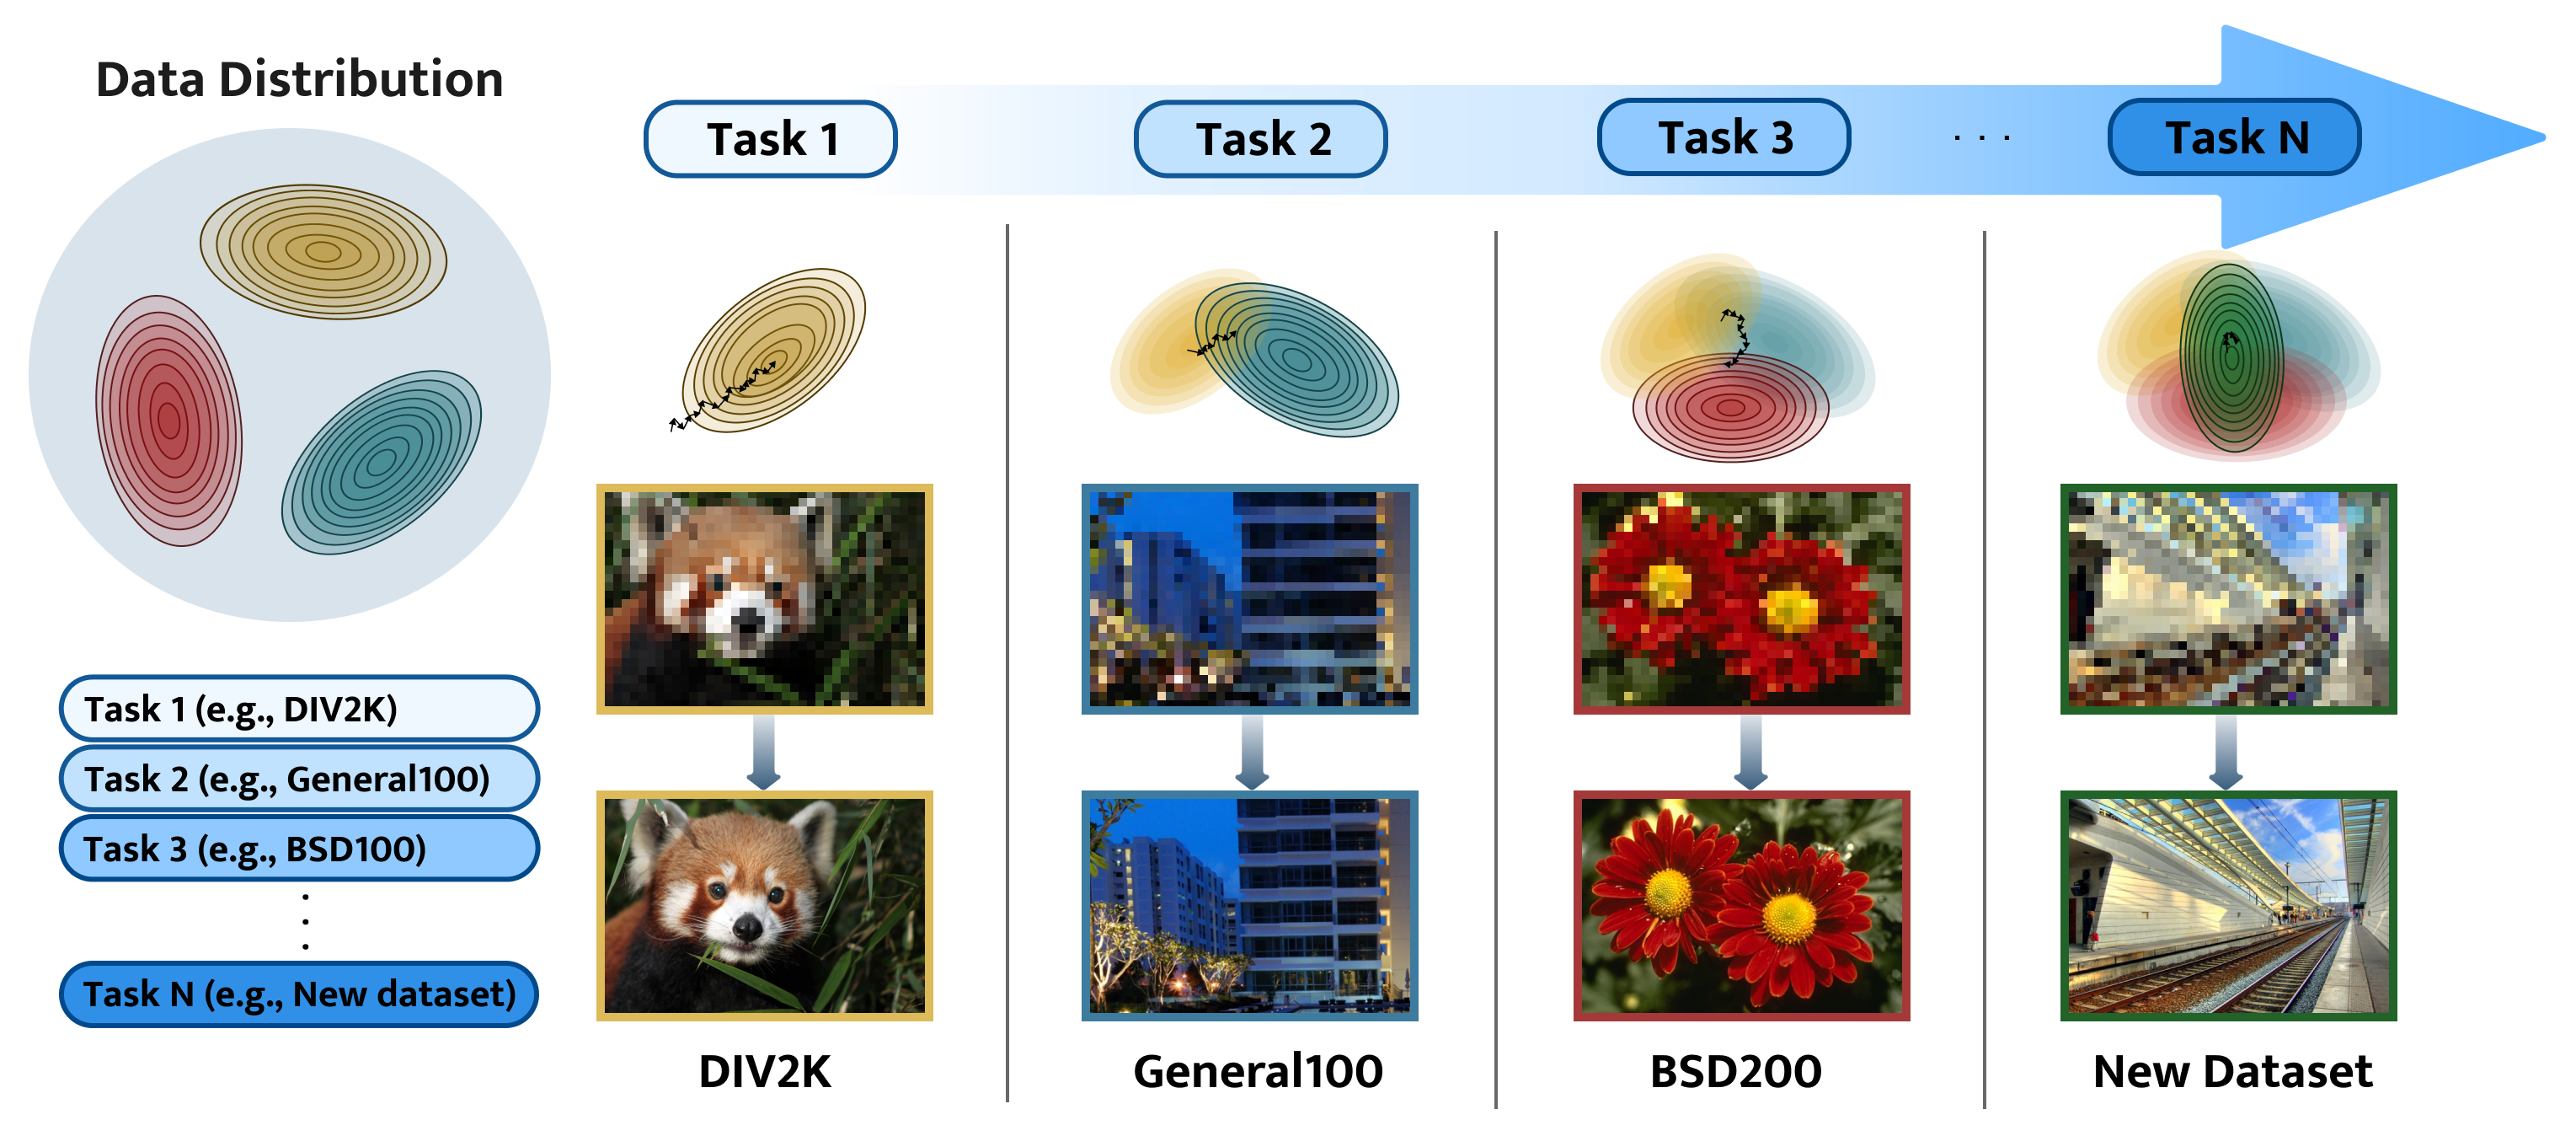 Data Distribution
Task 1 (e.g., DIV2K)
Task 2 (e.g., General100)
Task 3 (e.g., BSD100)
.
.
.
Task N (e.g., New dataset)
Task 1
Task 2
Task 3
. . .
Task N
DIV2K
General100
BSD200
New Dataset